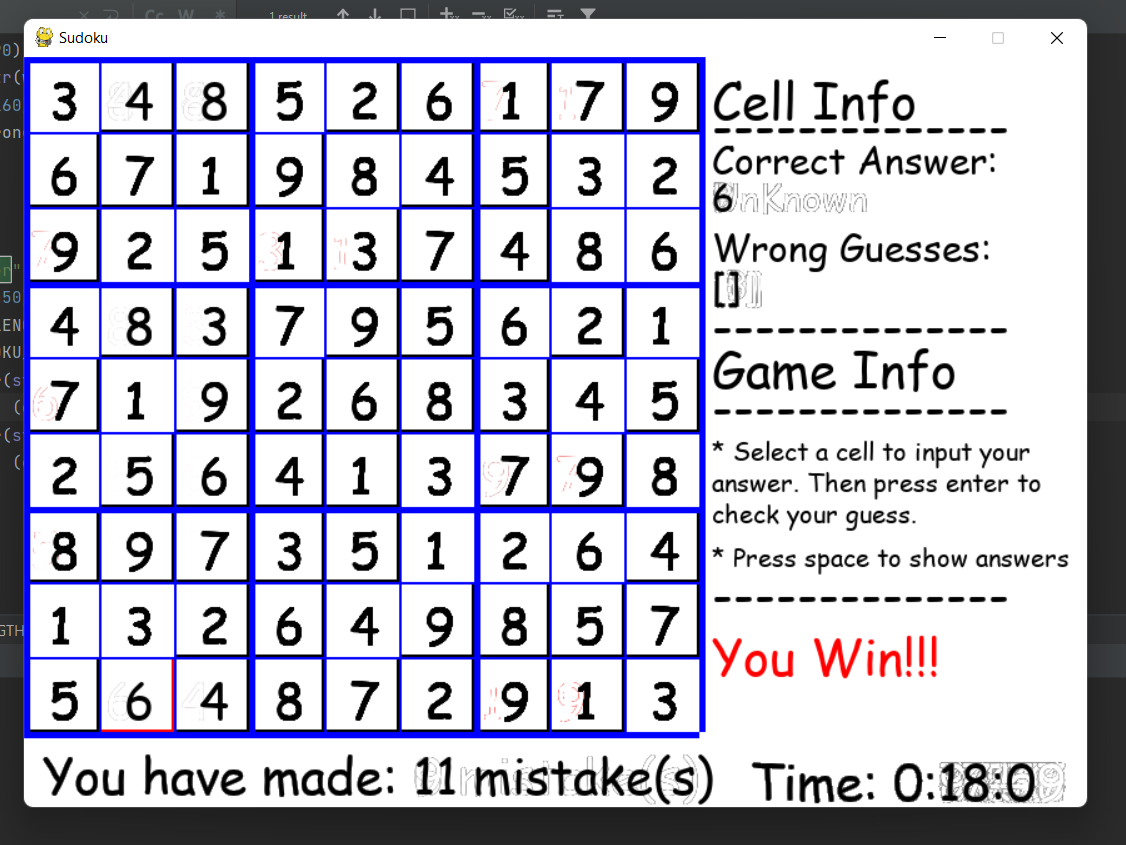 1 result
Cc W *
Sudoku
3 4 8 5 2 6 1 7 9
6 7 1 9 8 4 5 3 2
9 2 5 1 3 7 4 8 6
4 8 3 7 9 5 6 2 1
7 1 9 2 6 8 3 4 5
2 5 6 4 1 3 7 9 8
8 9 7 3 5 1 2 6 4
1 3 2 6 4 9 8 5 7
5 6 4 8 7 2 9 1 3
Cell Info
--------------
Correct Answer:
6
UnKnown
Wrong Guesses:
[]
--------------
Game Info
--------------
* Select a cell to input your
answer. Then press enter to
check your guess.
* Press space to show answers
--------------
You Win!!!
You have made: 11 mistake(s)
Time: 0:18:0